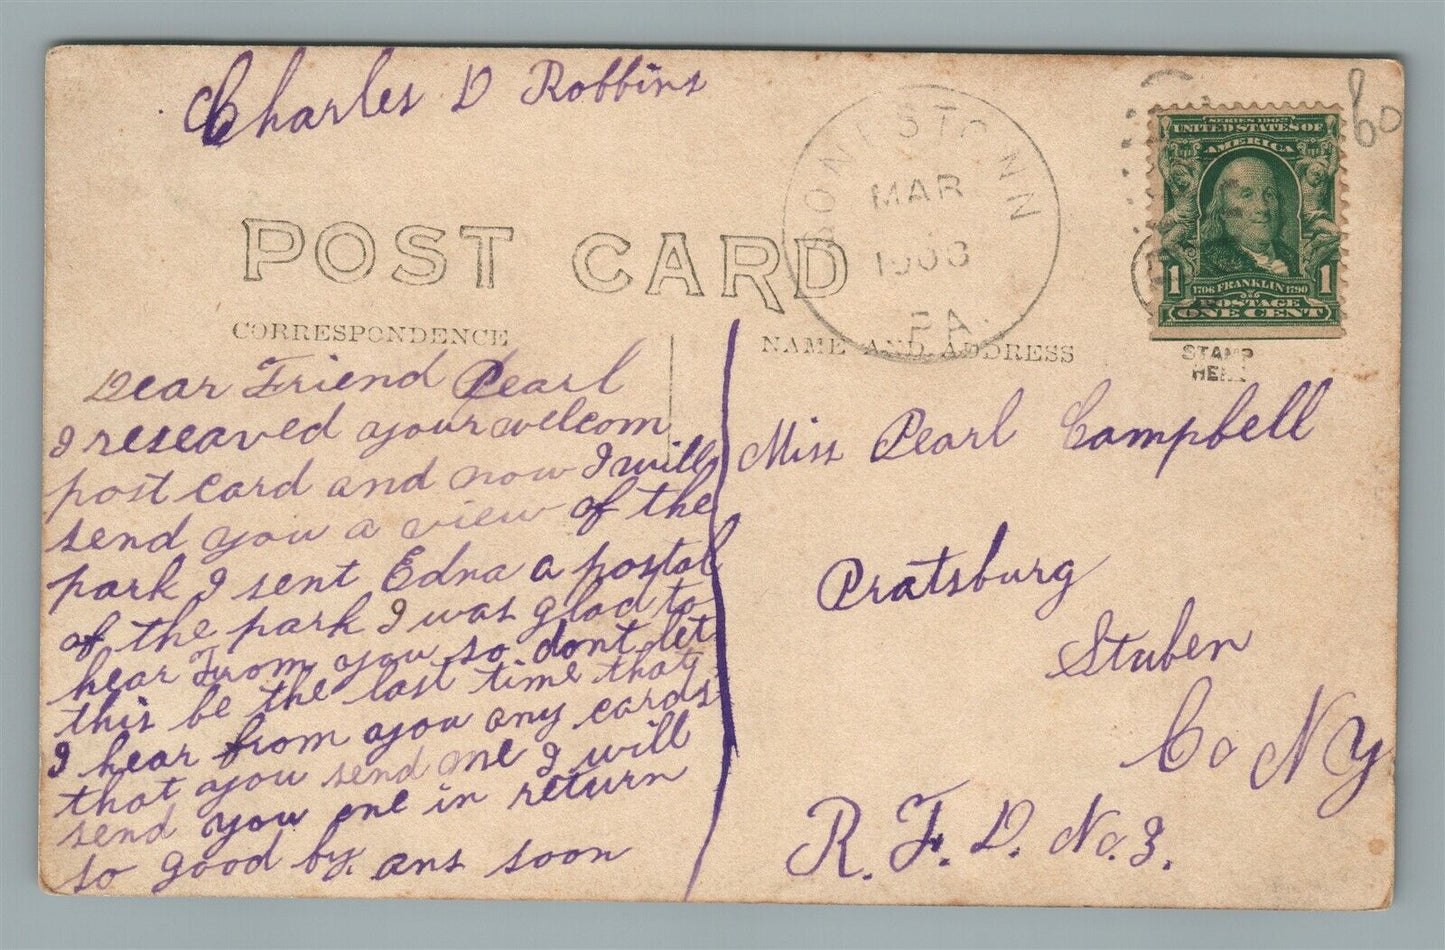 Charles D Robbins
60
SERIES 1902
UNITED STATES OF
AMERICA
1 1706 FRANKLIN 1790 1
POSTAGE
ONE CENT
MAR
1908
PA.
POST CARD
CORRESPONDENCE
NAME AND ADDRESS
STAMP
HERE
Dear Friend Pearl
I reseaved your welcom
post card and now I will
send you a view of the
park I sent Edna a postal
of the park I was glad to
hear From you so dont let
this be the last time that
I hear from you any cards
that you send me I will
send you one in return
so good by. ans soon
Miss Pearl Campbell
Pratsburg
Stuben
Co N Y
R. F. D. No. 3.